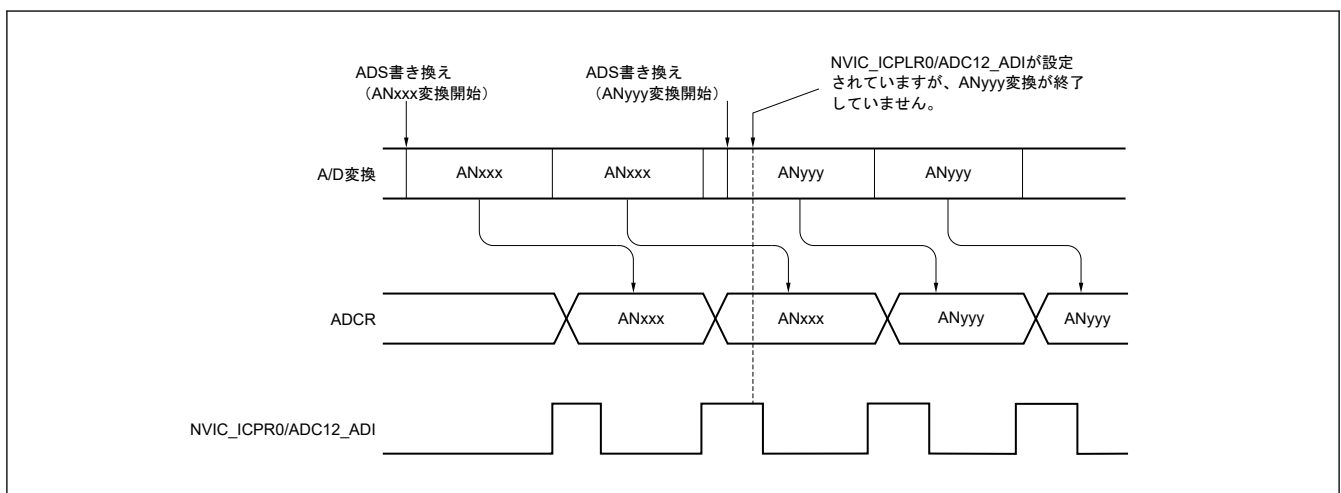 ADS書き換え
(ANxxx変換開始)
ADS書き換え
(ANyyy変換開始)
NVIC_ICPLR0/ADC12_ADIが設定
されていますが、ANyyy変換が終了
していません。
A/D変換
ANxxx
ANxxx
ANyyy
ANyyy
ADCR
ANxxx
ANxxx
ANyyy
ANyyy
NVIC_ICPR0/ADC12_ADI